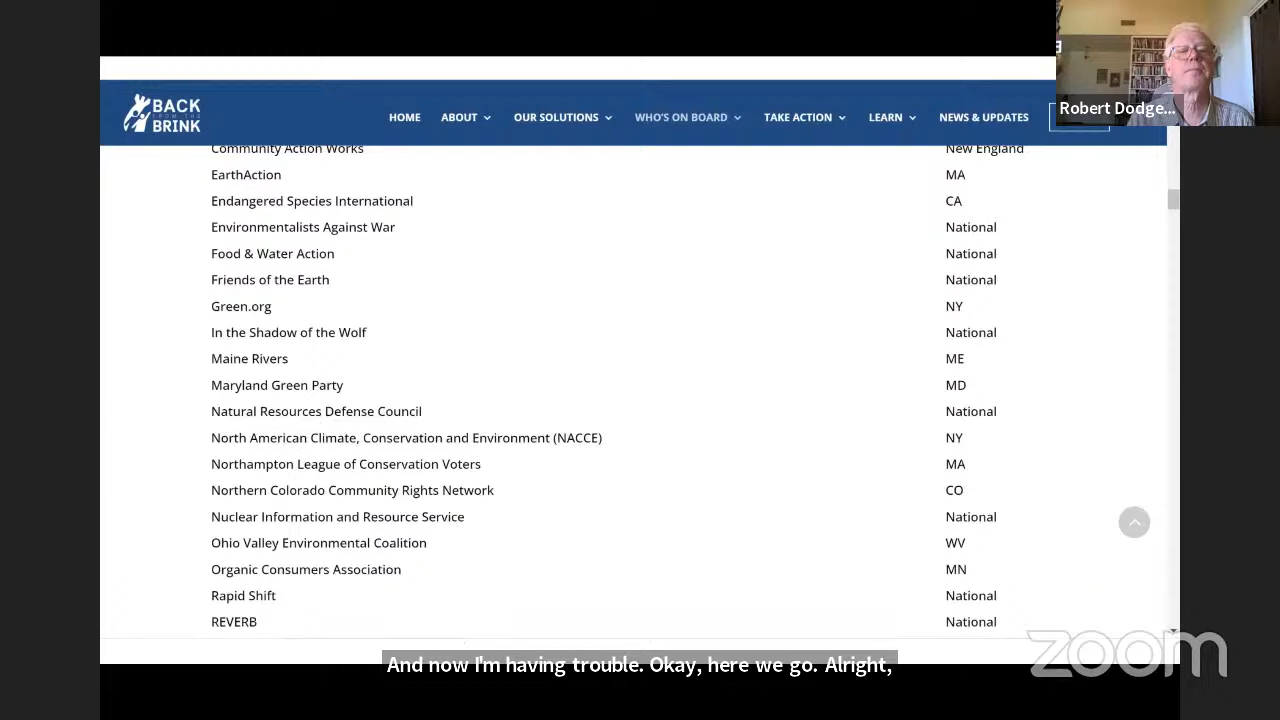 Robert Dodge...
BACK
FROM THE
BRINK
HOME ABOUT OUR SOLUTIONS WHO'S ON BOARD TAKE ACTION LEARN NEWS & UPDATES
Community Action Works New England
EarthAction MA
Endangered Species International CA
Environmentalists Against War National
Food & Water Action National
Friends of the Earth National
Green.org NY
In the Shadow of the Wolf National
Maine Rivers ME
Maryland Green Party MD
Natural Resources Defense Council National
North American Climate, Conservation and Environment (NACCE) NY
Northampton League of Conservation Voters MA
Northern Colorado Community Rights Network CO
Nuclear Information and Resource Service National
Ohio Valley Environmental Coalition WV
Organic Consumers Association MN
Rapid Shift National
REVERB National
And now I'm having trouble. Okay, here we go. Alright,
zoom